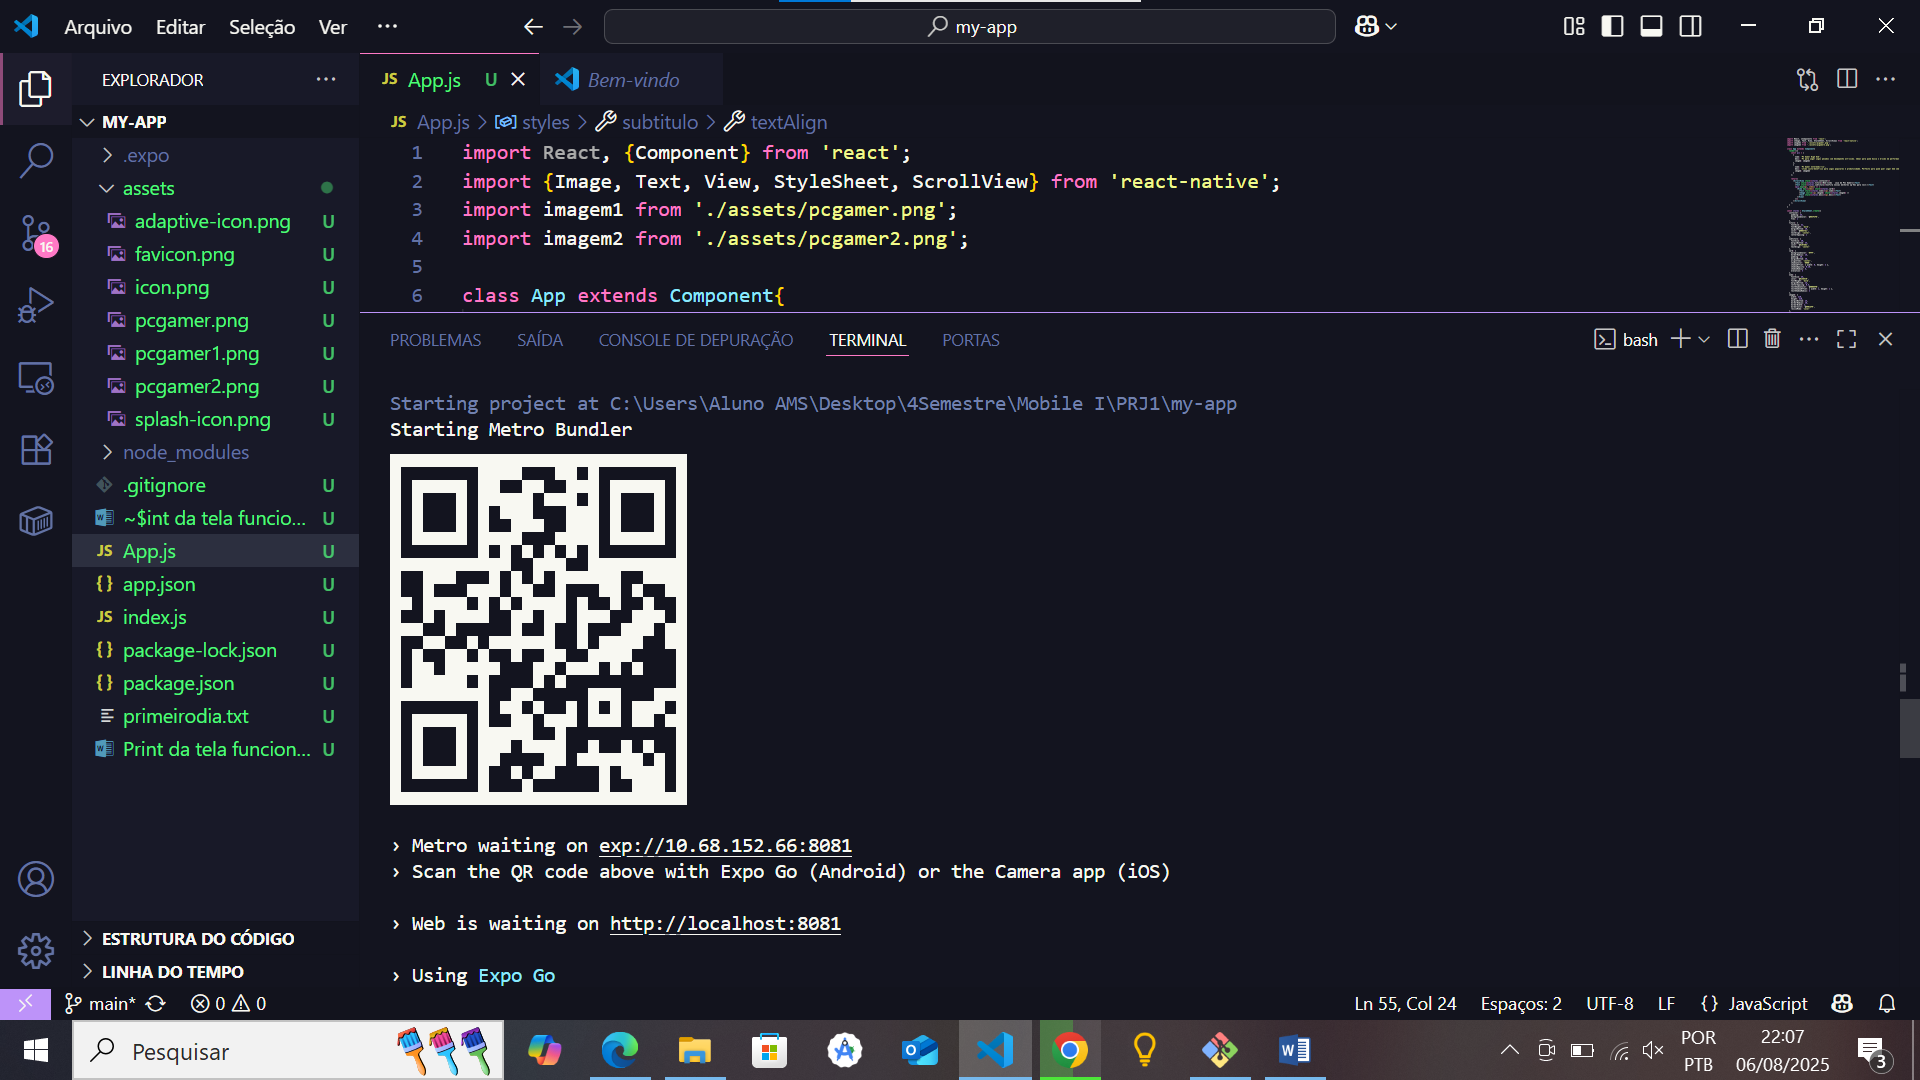 Arquivo Editar Seleção Ver ···
my-app
EXPLORADOR
App.js U
Bem-vindo
MY-APP
.expo
assets
adaptive-icon.png U
favicon.png U
icon.png U
pcgamer.png U
pcgamer1.png U
pcgamer2.png U
splash-icon.png U
node_modules
.gitignore U
~$int da tela funcio... U
App.js U
app.json U
index.js U
package-lock.json U
package.json U
primeirodia.txt U
Print da tela funcion... U
ESTRUTURA DO CÓDIGO
LINHA DO TEMPO
16
App.js > styles > subtitulo > textAlign
1 import React, {Component} from 'react';
2 import {Image, Text, View, StyleSheet, ScrollView} from 'react-native';
3 import imagem1 from './assets/pcgamer.png';
4 import imagem2 from './assets/pcgamer2.png';
5
6 class App extends Component{
PROBLEMAS SAÍDA CONSOLE DE DEPURAÇÃO TERMINAL PORTAS
bash
Starting project at C:\Users\Aluno AMS\Desktop\4Semestre\Mobile I\PRJ1\my-app
Starting Metro Bundler
› Metro waiting on exp://10.68.152.66:8081
› Scan the QR code above with Expo Go (Android) or the Camera app (iOS)
› Web is waiting on http://localhost:8081
› Using Expo Go
main* 0 0
Ln 55, Col 24 Espaços: 2 UTF-8 LF {} JavaScript
Pesquisar
POR
PTB
22:07
06/08/2025
3